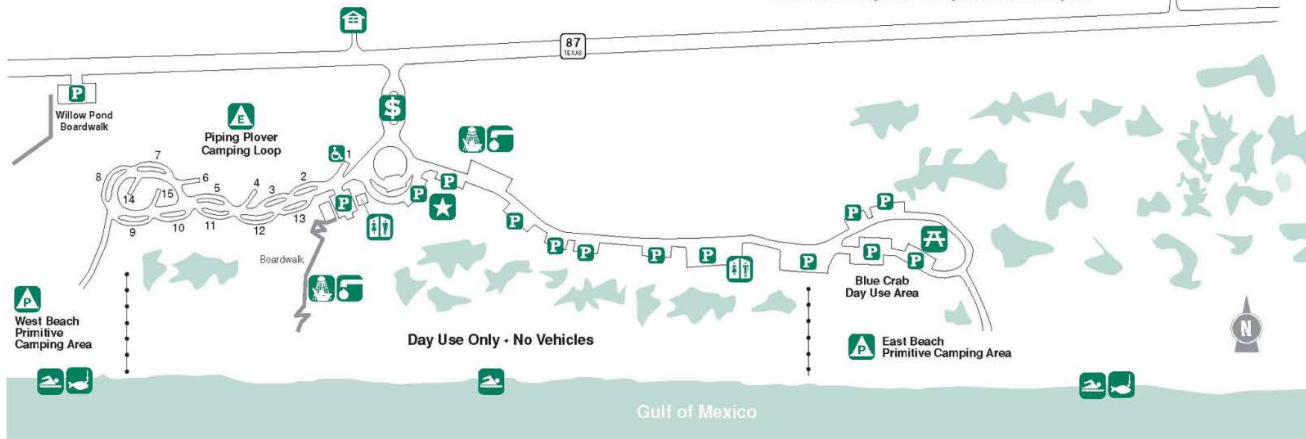 87
TEXAS
$
P
Willow Pond
Boardwalk
E
Piping Plover
Camping Loop
1
7
8
6
5
4
3
2
14
15
9
10
11
12
13
P
P
P
P
P
P
P
P
P
P
P
P
P
Boardwalk
Blue Crab
Day Use Area
P
West Beach
Primitive
Camping Area
Day Use Only • No Vehicles
P
East Beach
Primitive Camping Area
N
Gulf of Mexico